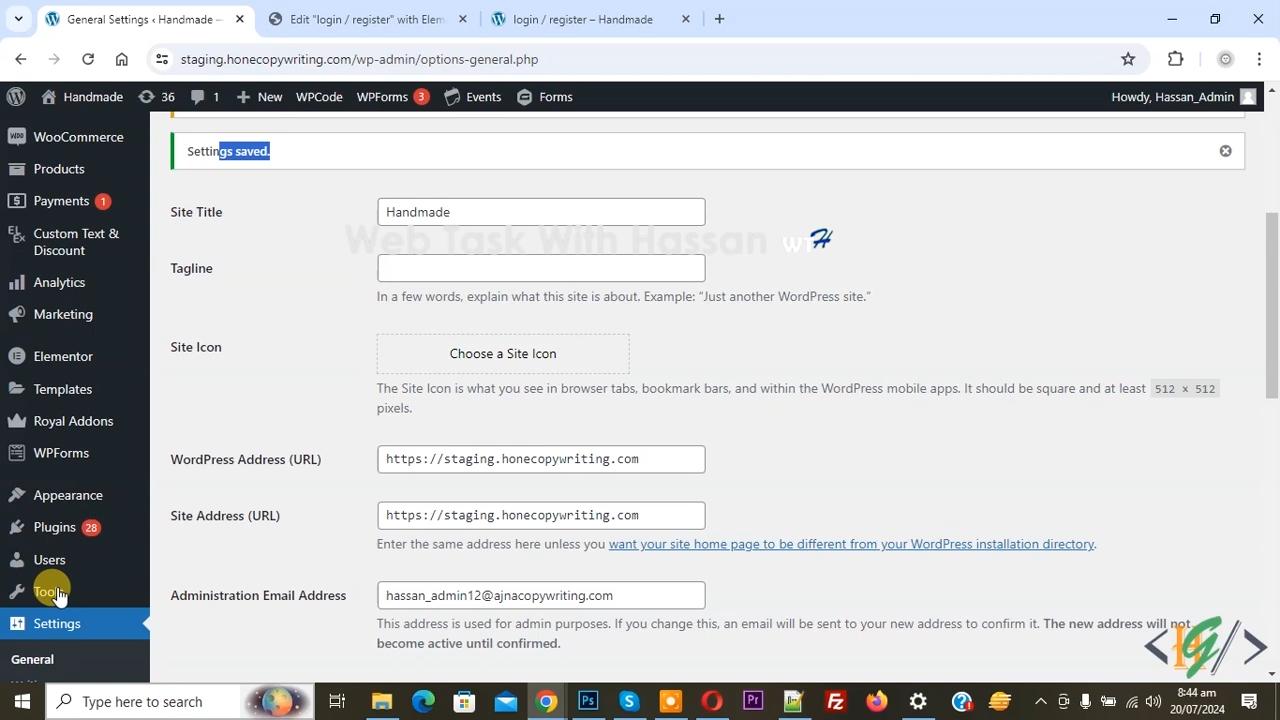 General Settings ‹ Handmade —
Edit "login / register" with Elem
login / register – Handmade
staging.honecopywriting.com/wp-admin/options-general.php
Handmade
36
1
New
WPCode
WPForms 3
Events
Forms
Howdy, Hassan_Admin
WooCommerce
Products
Payments 1
Custom Text &
Discount
Analytics
Marketing
Elementor
Templates
Royal Addons
WPForms
Appearance
Plugins 28
Users
Tools
Settings
General
Settings saved.
Site Title
Handmade
Web Task With Hassan
Tagline
In a few words, explain what this site is about. Example: “Just another WordPress site.”
Site Icon
Choose a Site Icon
The Site Icon is what you see in browser tabs, bookmark bars, and within the WordPress mobile apps. It should be square and at least 512 x 512
pixels.
WordPress Address (URL)
https://staging.honecopywriting.com
Site Address (URL)
https://staging.honecopywriting.com
Enter the same address here unless you want your site home page to be different from your WordPress installation directory.
Administration Email Address
hassan_admin12@ajnacopywriting.com
This address is used for admin purposes. If you change this, an email will be sent to your new address to confirm it. The new address will not
become active until confirmed.
Type here to search
8:44 am
20/07/2024